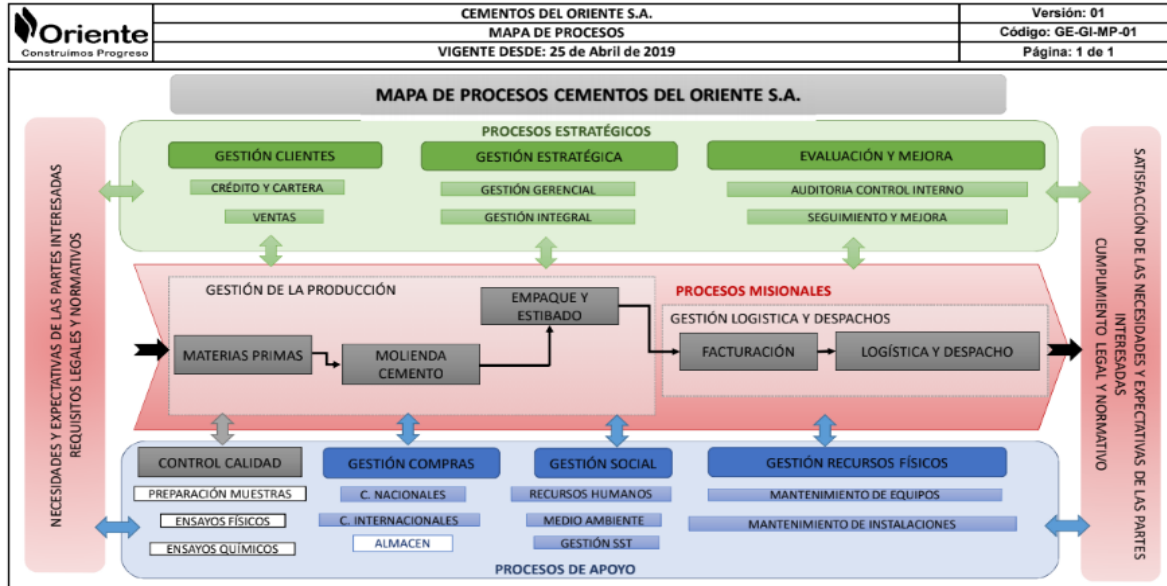 Oriente
Construímos Progreso
CEMENTOS DEL ORIENTE S.A.
MAPA DE PROCESOS
VIGENTE DESDE: 25 de Abril de 2019
Versión: 01
Código: GE-GI-MP-01
Página: 1 de 1
MAPA DE PROCESOS CEMENTOS DEL ORIENTE S.A.
NECESIDADES Y EXPECTATIVAS DE LAS PARTES INTERESADAS
REQUISITOS LEGALES Y NORMATIVOS
PROCESOS ESTRATÉGICOS
GESTIÓN CLIENTES
CRÉDITO Y CARTERA
VENTAS
GESTIÓN ESTRATÉGICA
GESTIÓN GERENCIAL
GESTIÓN INTEGRAL
EVALUACIÓN Y MEJORA
AUDITORIA CONTROL INTERNO
SEGUIMIENTO Y MEJORA
PROCESOS MISIONALES
GESTIÓN DE LA PRODUCCIÓN
MATERIAS PRIMAS
MOLIENDA
CEMENTO
EMPAQUE Y
ESTIBADO
GESTIÓN LOGISTICA Y DESPACHOS
FACTURACIÓN
LOGÍSTICA Y DESPACHO
CONTROL CALIDAD
PREPARACIÓN MUESTRAS
ENSAYOS FÍSICOS
ENSAYOS QUÍMICOS
GESTIÓN COMPRAS
C. NACIONALES
C. INTERNACIONALES
ALMACEN
GESTIÓN SOCIAL
RECURSOS HUMANOS
MEDIO AMBIENTE
GESTIÓN SST
GESTIÓN RECURSOS FÍSICOS
MANTENIMIENTO DE EQUIPOS
MANTENIMIENTO DE INSTALACIONES
PROCESOS DE APOYO
SATISFACCIÓN DE LAS NECESIDADES Y EXPECTATIVAS DE LAS PARTES
INTERESADAS
CUMPLIMIENTO LEGAL Y NORMATIVO